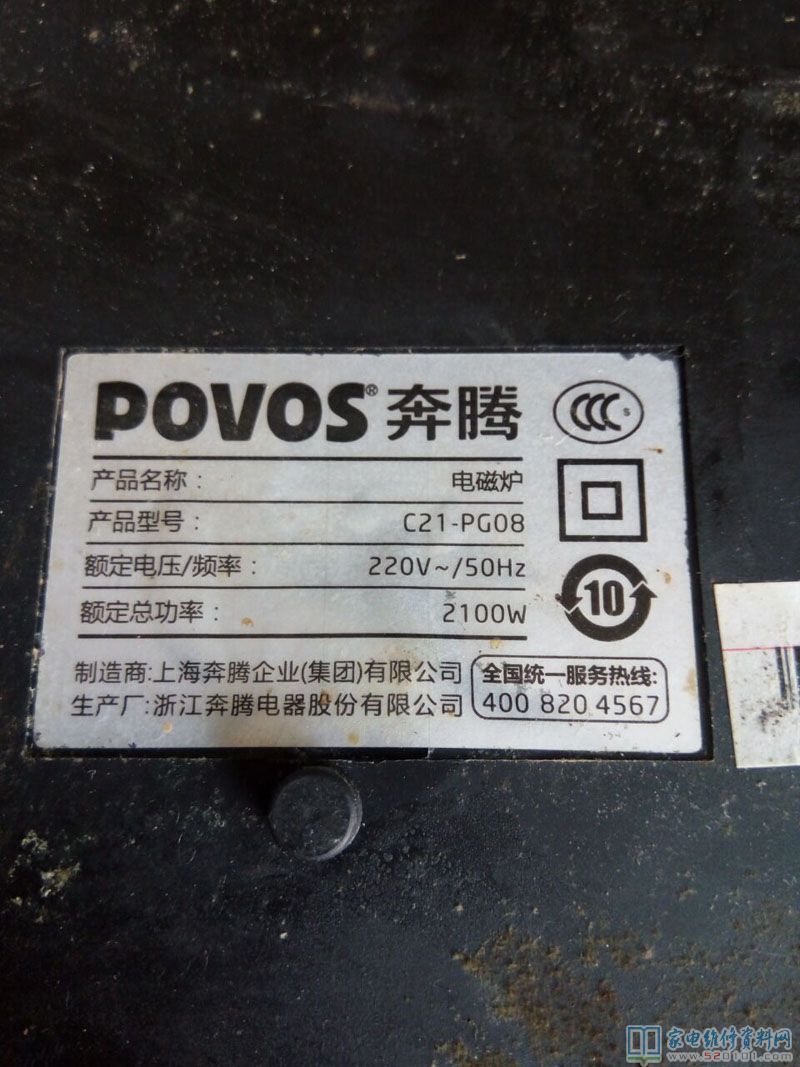 POVOS® 奔腾
CCC S
产品名称： 电磁炉
产品型号： C21-PG08
额定电压/频率： 220V~/50Hz
额定总功率： 2100W
10
制造商:上海奔腾企业(集团)有限公司
生产厂:浙江奔腾电器股份有限公司
全国统一服务热线:
400 820 4567
家电维修资料网
www.520101.com